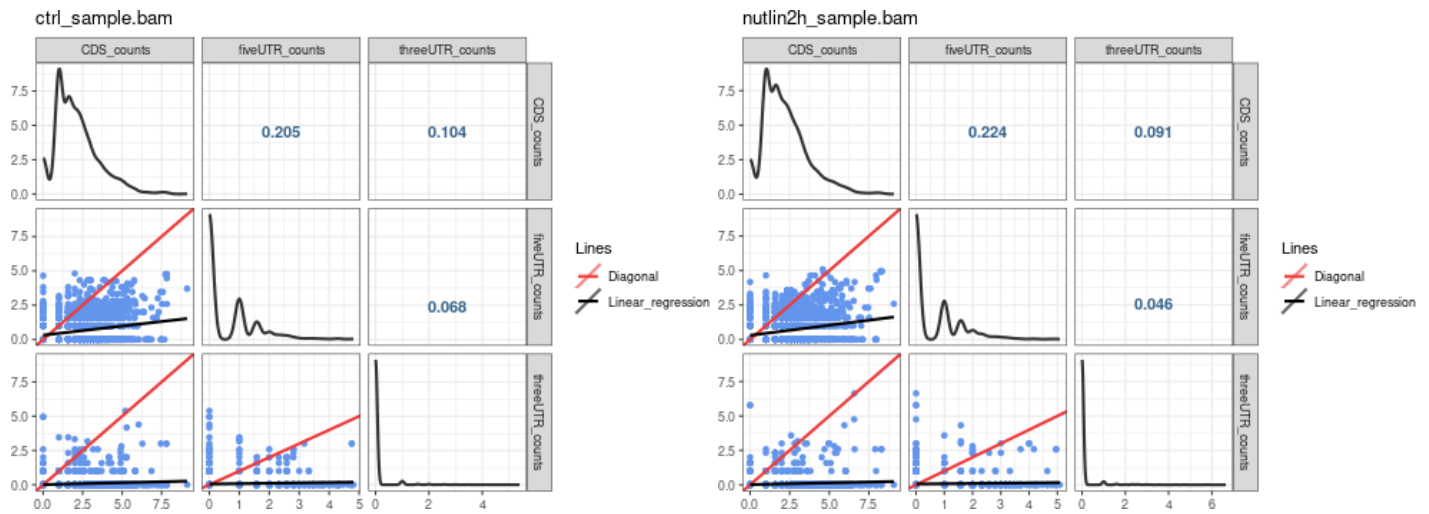 ctrl_sample.bam
CDS_counts fiveUTR_counts threeUTR_counts
7.5
5.0
2.5
0.0
0.205
0.104
CDS_counts
7.5
5.0
2.5
0.0
0.068
fiveUTR_counts
7.5
5.0
2.5
0.0
threeUTR_counts
0.0 2.5 5.0 7.5
0 1 2 3 4 5
0 2 4
Lines
Diagonal
Linear_regression
nutlin2h_sample.bam
CDS_counts fiveUTR_counts threeUTR_counts
7.5
5.0
2.5
0.0
0.224
0.091
CDS_counts
7.5
5.0
2.5
0.0
0.046
fiveUTR_counts
7.5
5.0
2.5
0.0
threeUTR_counts
0.0 2.5 5.0 7.5
0 1 2 3 4 5
0 2 4 6
Lines
Diagonal
Linear_regression